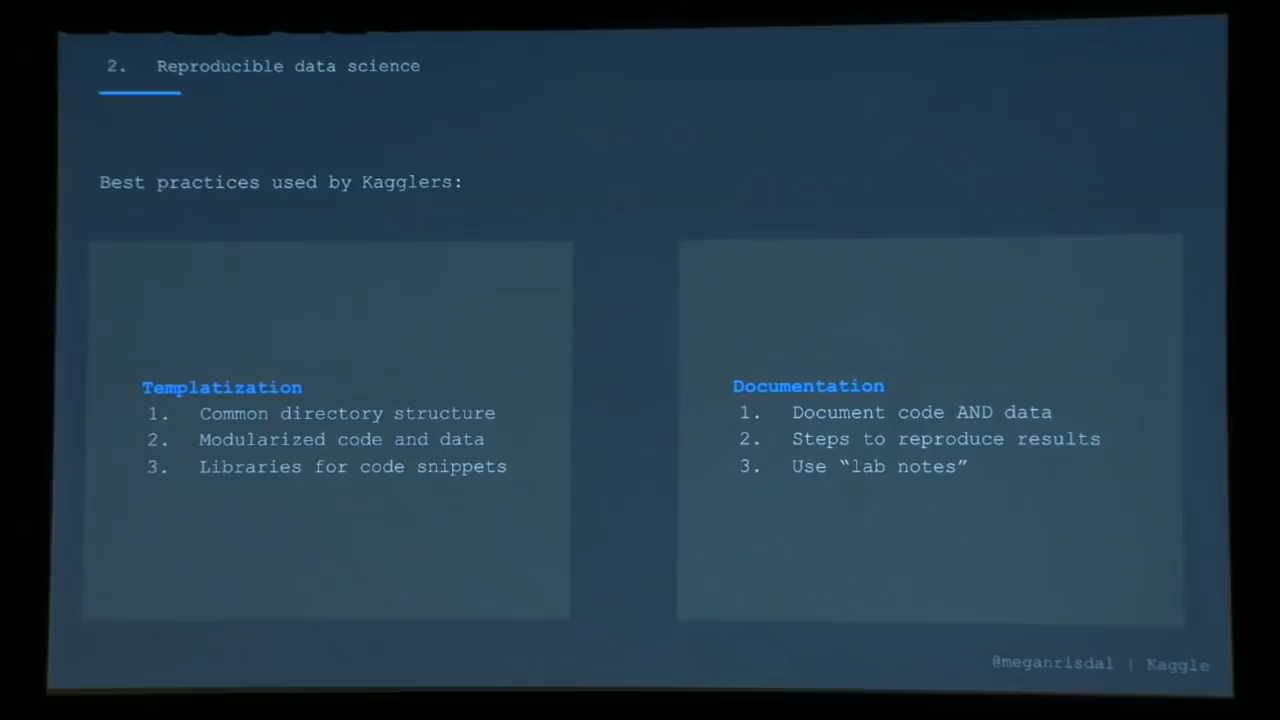 2. Reproducible data science
Best practices used by Kagglers:
Templatization
1. Common directory structure
2. Modularized code and data
3. Libraries for code snippets
Documentation
1. Document code AND data
2. Steps to reproduce results
3. Use “lab notes”
@meganrisdal | Kaggle